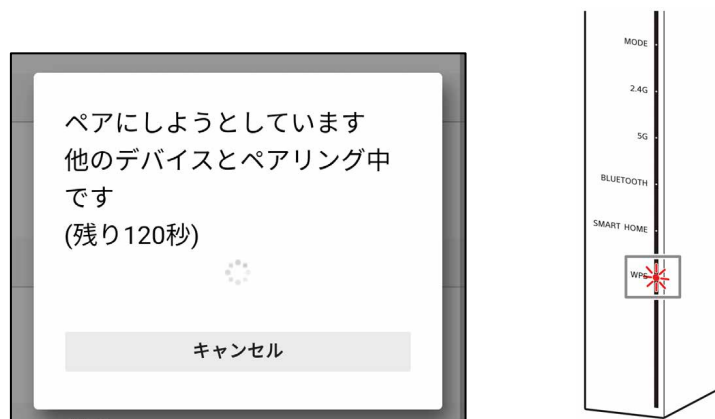 ペアにしようとしています
他のデバイスとペアリング中
です
(残り120秒)
キャンセル
MODE
2.4G
5G
BLUETOOTH
SMART HOME
WPS